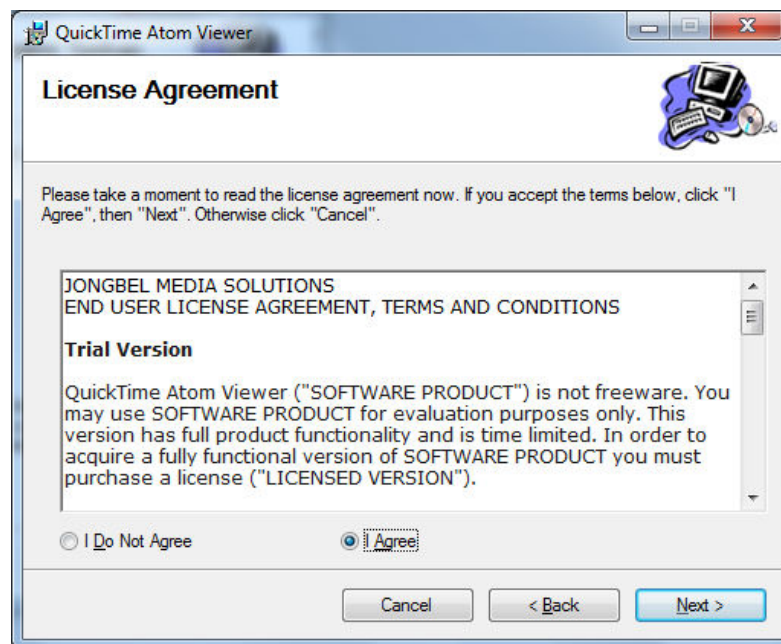 QuickTime Atom Viewer
License Agreement
Please take a moment to read the license agreement now. If you accept the terms below, click "I
Agree", then "Next". Otherwise click "Cancel".
JONGBEL MEDIA SOLUTIONS
END USER LICENSE AGREEMENT, TERMS AND CONDITIONS
Trial Version
QuickTime Atom Viewer ("SOFTWARE PRODUCT") is not freeware. You
may use SOFTWARE PRODUCT for evaluation purposes only. This
version has full product functionality and is time limited. In order to
acquire a fully functional version of SOFTWARE PRODUCT you must
purchase a license ("LICENSED VERSION").
I Do Not Agree
I Agree
Cancel
< Back
Next >